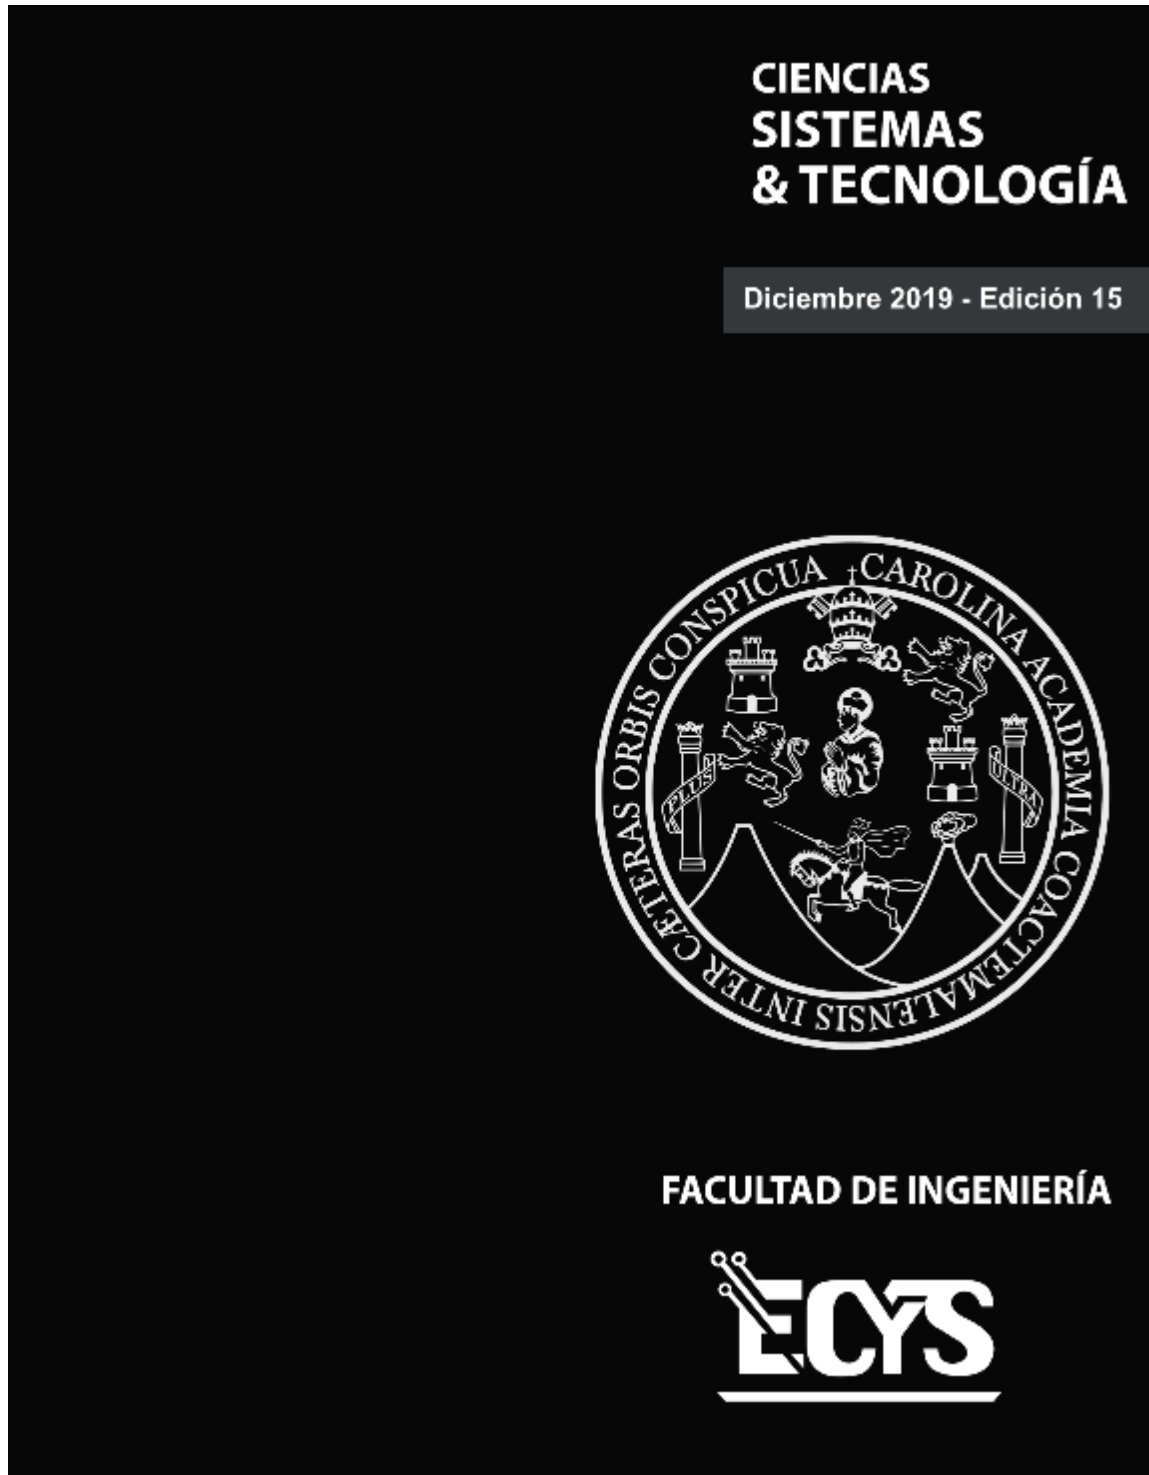 CIENCIAS
SISTEMAS
& TECNOLOGÍA
Diciembre 2019 - Edición 15
CAROLINA ACADEMIA COACTEMALENSIS INTER CÆTERAS ORBIS CONSPICUA
PLUS
ULTRA
FACULTAD DE INGENIERÍA
ECYS